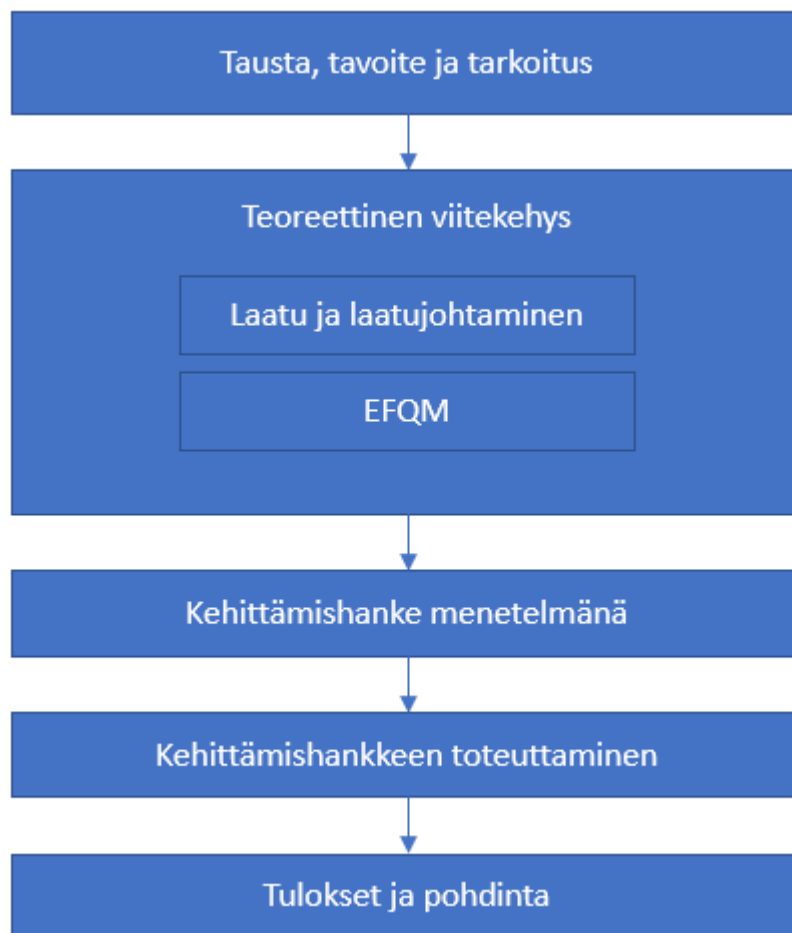 Tausta, tavoite ja tarkoitus
Teoreettinen viitekehys
Laatu ja laatujohtaminen
EFQM
Kehittämishanke menetelmänä
Kehittämishankkeen toteuttaminen
Tulokset ja pohdinta